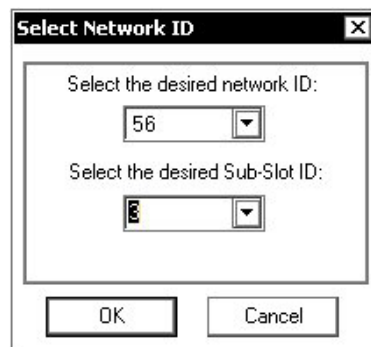 Select Network ID
Select the desired network ID:
56
Select the desired Sub-Slot ID:
3
OK
Cancel